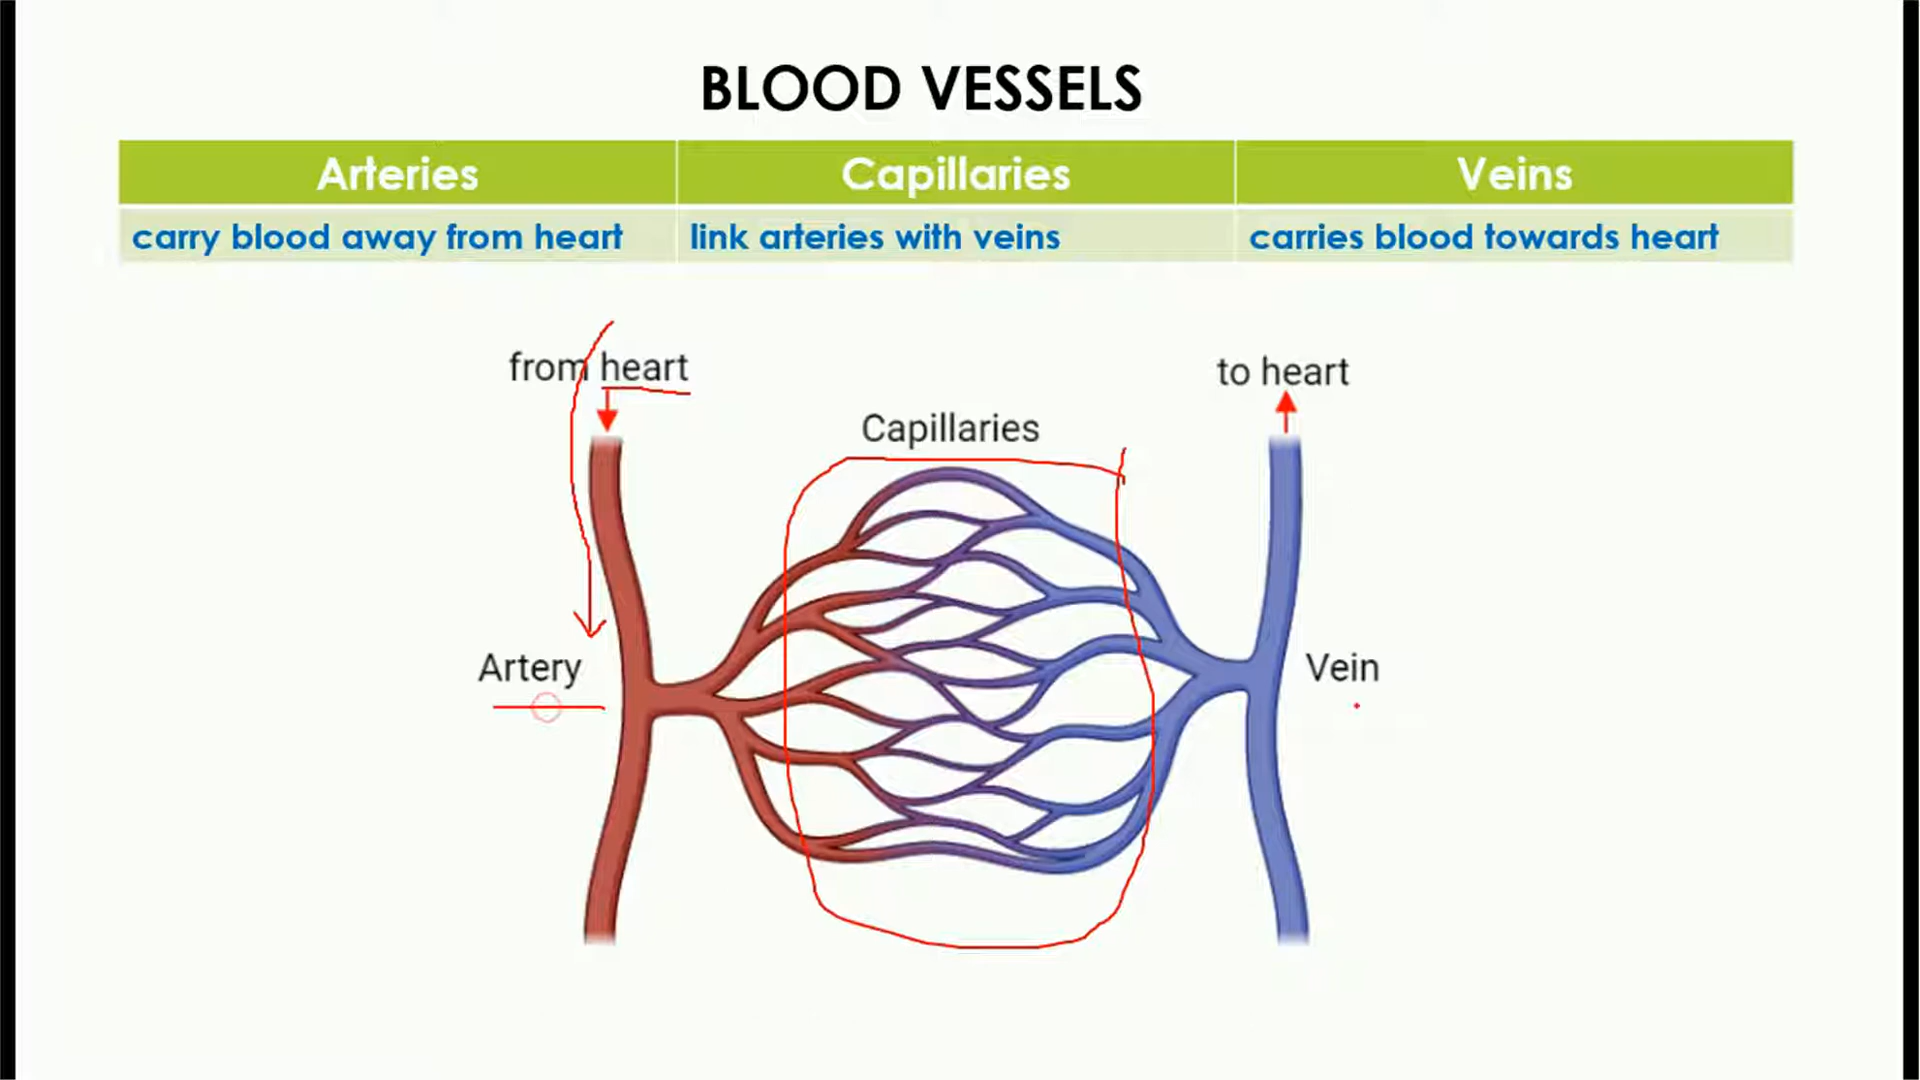 BLOOD VESSELS
Arteries Capillaries Veins
carry blood away from heart link arteries with veins carries blood towards heart
from heart
to heart
Capillaries
Artery
Vein